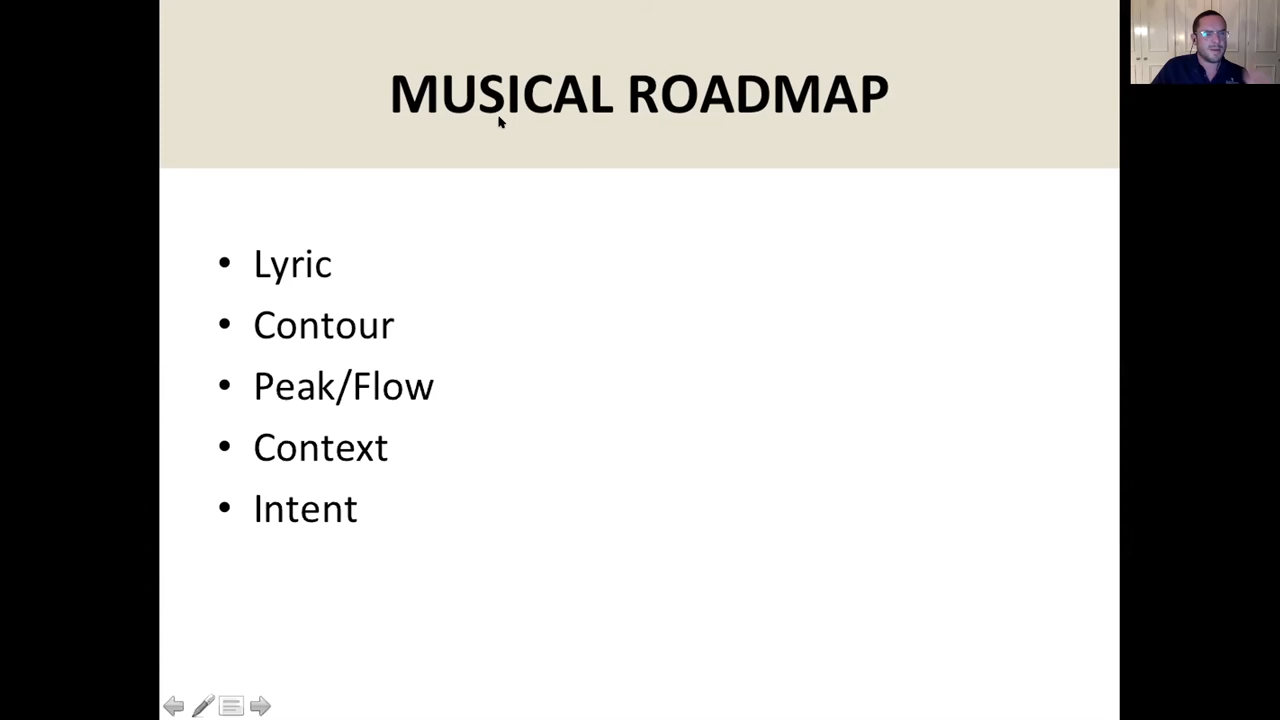 MUSICAL ROADMAP
• Lyric
• Contour
• Peak/Flow
• Context
• Intent